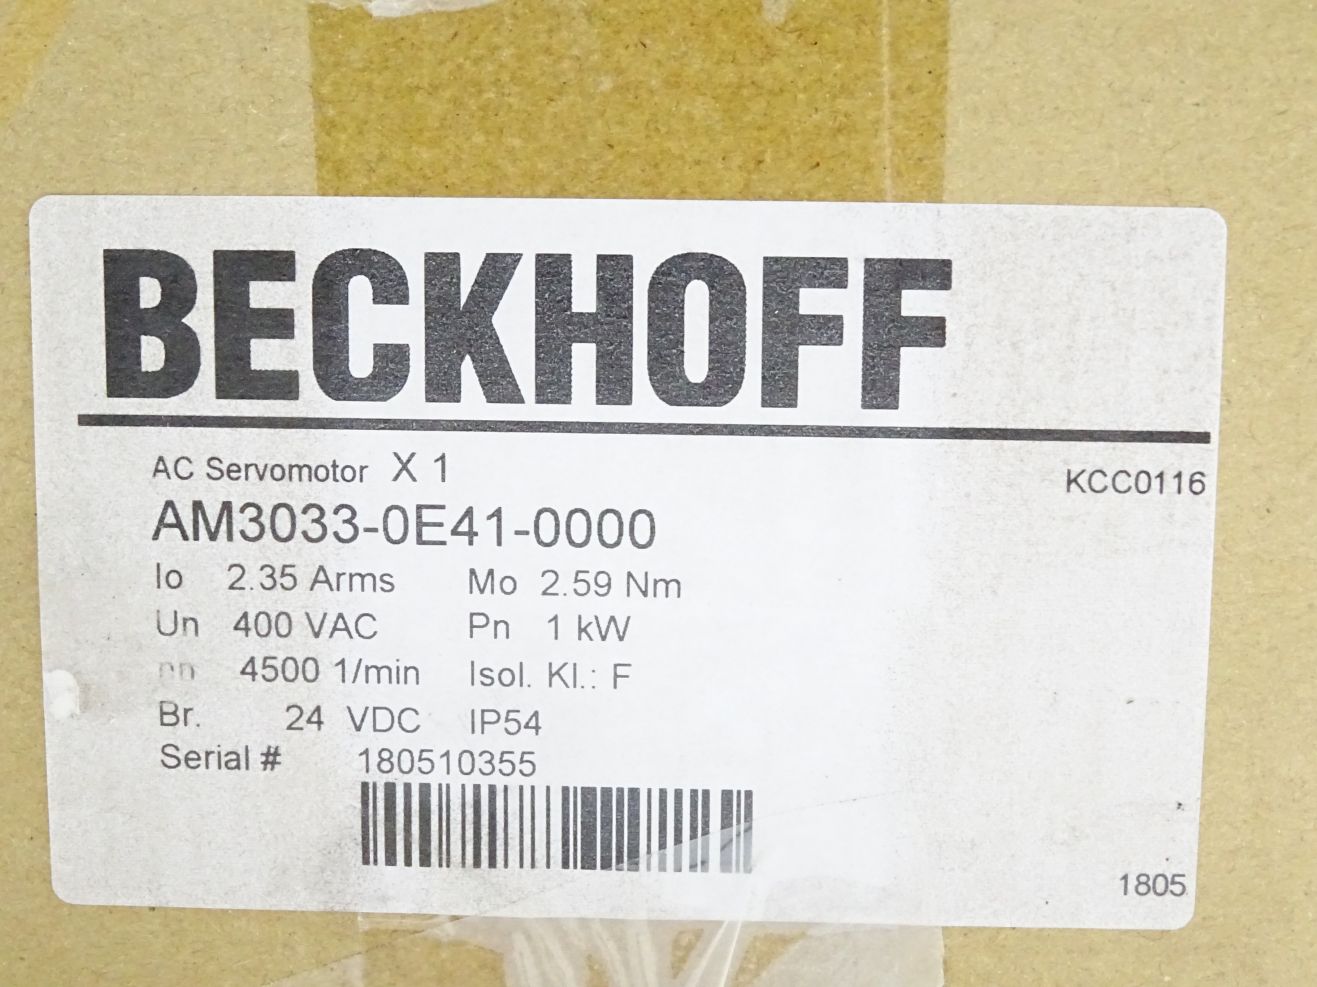 BECKHOFF
AC Servomotor X 1 KCC0116
AM3033-0E41-0000
Io 2.35 Arms Mo 2.59 Nm
Un 400 VAC Pn 1 kW
nn 4500 1/min Isol. Kl.: F
Br. 24 VDC IP54
Serial # 180510355
1805